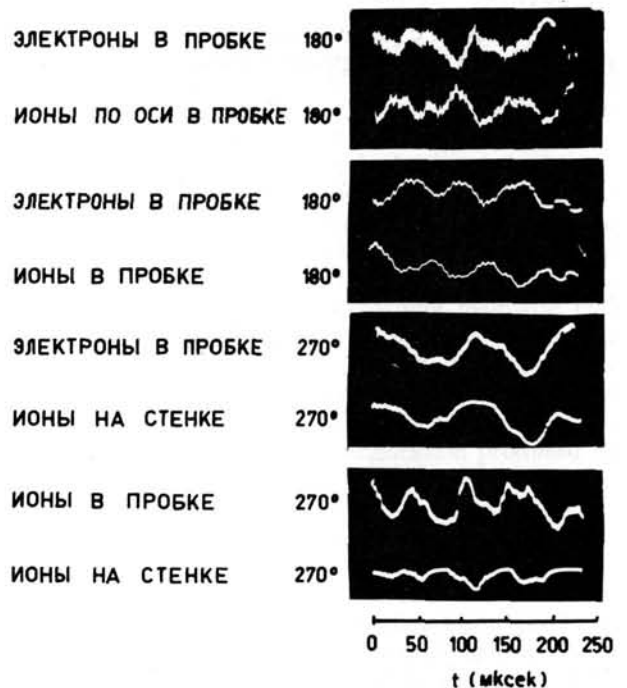 ЭЛЕКТРОНЫ В ПРОБКЕ 180°
ИОНЫ ПО ОСИ В ПРОБКЕ 180°
ЭЛЕКТРОНЫ В ПРОБКЕ 180°
ИОНЫ В ПРОБКЕ 180°
ЭЛЕКТРОНЫ В ПРОБКЕ 270°
ИОНЫ НА СТЕНКЕ 270°
ИОНЫ В ПРОБКЕ 270°
ИОНЫ НА СТЕНКЕ 270°
0 50 100 150 200 250
t (мксек)